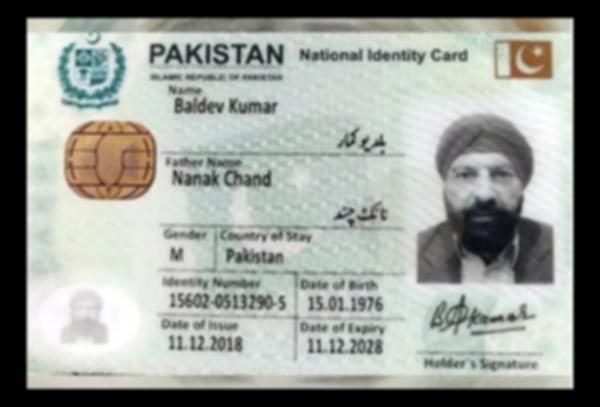 PAKISTAN National Identity Card
ISLAMIC REPUBLIC OF PAKISTAN
Name
Baldev Kumar
بلدیو کمار
Father Name
Nanak Chand
نانک چند
Gender Country of Stay
M Pakistan
Identity Number Date of Birth
15602-0513290-5 15.01.1976
Date of Issue Date of Expiry
11.12.2018 11.12.2028
Holder's Signature